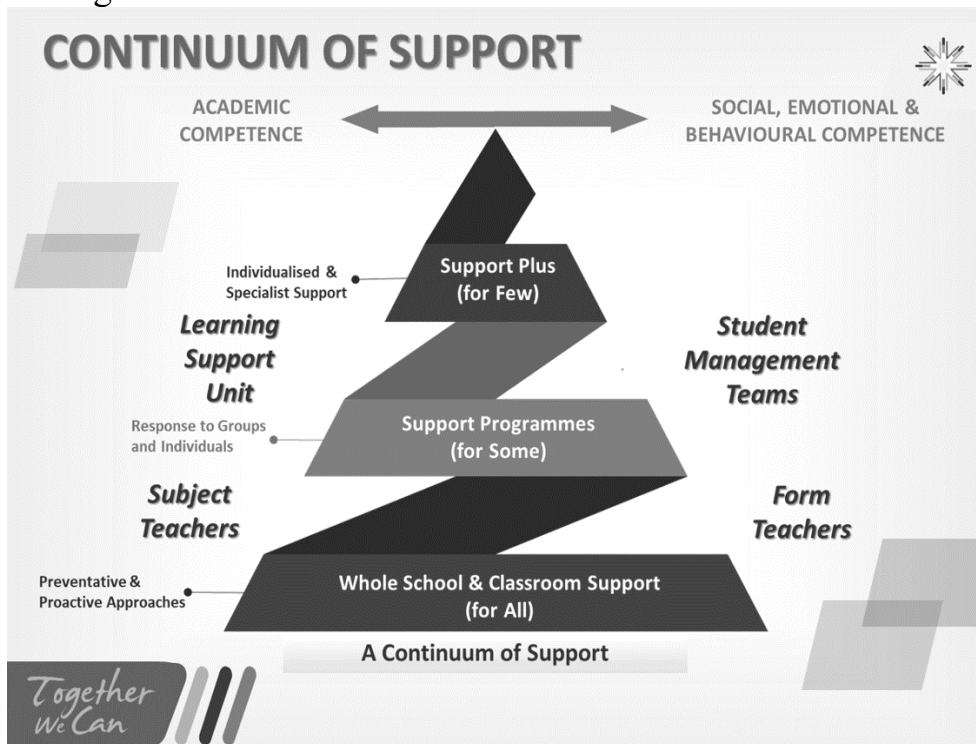 CONTINUUM OF SUPPORT
ACADEMIC
COMPETENCE
SOCIAL, EMOTIONAL &
BEHAVIOURAL COMPETENCE
Support Plus
(for Few)
Individualised &
Specialist Support
Learning
Support
Unit
Student
Management
Teams
Support Programmes
(for Some)
Response to Groups
and Individuals
Subject
Teachers
Form
Teachers
Whole School & Classroom Support
(for All)
Preventative &
Proactive Approaches
A Continuum of Support
Together
We Can